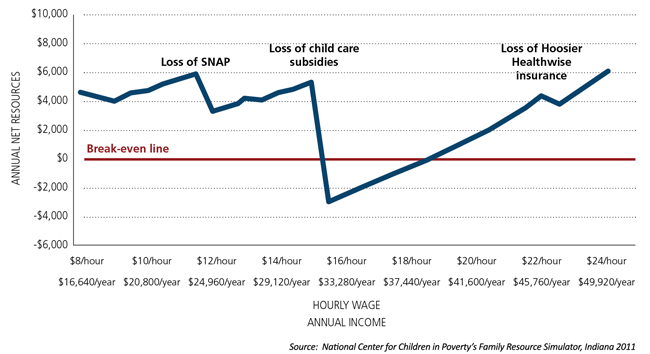 $10,000
$8,000
$6,000
$4,000
$2,000
$0
-$2,000
-$4,000
-$6,000
ANNUAL NET RESOURCES
Loss of SNAP
Loss of child care
subsidies
Loss of Hoosier
Healthwise
insurance
Break-even line
$8/hour $10/hour $12/hour $14/hour $16/hour $18/hour $20/hour $22/hour $24/hour
$16,640/year $20,800/year $24,960/year $29,120/year $33,280/year $37,440/year $41,600/year $45,760/year $49,920/year
HOURLY WAGE
ANNUAL INCOME
Source: National Center for Children in Poverty's Family Resource Simulator, Indiana 2011